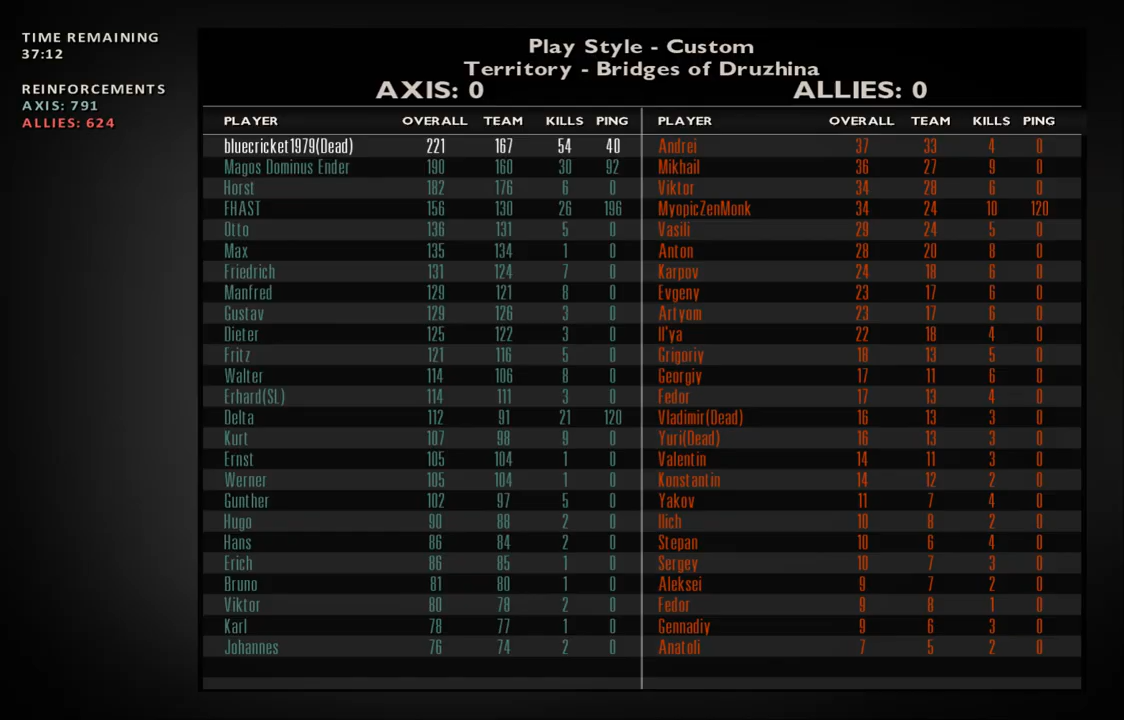 TIME REMAINING
37:12
REINFORCEMENTS
AXIS: 791
ALLIES: 624
Play Style - Custom
Territory - Bridges of Druzhina
AXIS: 0 ALLIES: 0
PLAYER OVERALL TEAM KILLS PING PLAYER OVERALL TEAM KILLS PING
bluecricket1979(Dead) 221 167 54 40 Andrei 37 33 4 0
Magos Dominus Ender 190 160 30 92 Mikhail 36 27 9 0
Horst 182 176 6 0 Viktor 34 28 6 0
FHAST 156 130 26 196 MyopicZenMonk 34 24 10 120
Otto 136 131 5 0 Vasili 29 24 5 0
Max 135 134 1 0 Anton 28 20 8 0
Friedrich 131 124 7 0 Karpov 24 18 6 0
Manfred 129 121 8 0 Evgeny 23 17 6 0
Gustav 129 126 3 0 Artyom 23 17 6 0
Dieter 125 122 3 0 Il'ya 22 18 4 0
Fritz 121 116 5 0 Grigoriy 18 13 5 0
Walter 114 106 8 0 Georgiy 17 11 6 0
Erhard(SL) 114 111 3 0 Fedor 17 13 4 0
Delta 112 91 21 120 Vladimir(Dead) 16 13 3 0
Kurt 107 98 9 0 Yuri(Dead) 16 13 3 0
Ernst 105 104 1 0 Valentin 14 11 3 0
Werner 105 104 1 0 Konstantin 14 12 2 0
Gunther 102 97 5 0 Yakov 11 7 4 0
Hugo 90 88 2 0 Ilich 10 8 2 0
Hans 86 84 2 0 Stepan 10 6 4 0
Erich 86 85 1 0 Sergey 10 7 3 0
Bruno 81 80 1 0 Aleksei 9 7 2 0
Viktor 80 78 2 0 Fedor 9 8 1 0
Karl 78 77 1 0 Gennadiy 9 6 3 0
Johannes 76 74 2 0 Anatoli 7 5 2 0